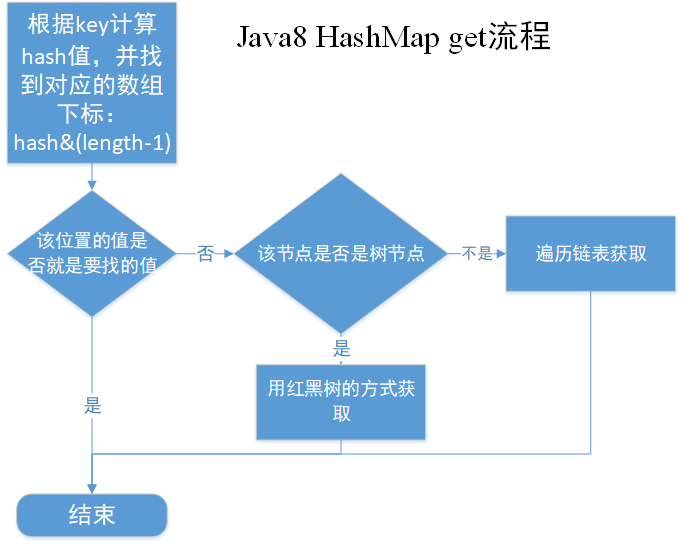 Java8 HashMap get流程
根据key计算
hash值，并找
到对应的数组
下标：
hash&(length-1)
该位置的值是
否就是要找的值
否
该节点是否是树节点
不是
遍历链表获取
是
用红黑树的方式获
取
是
结束